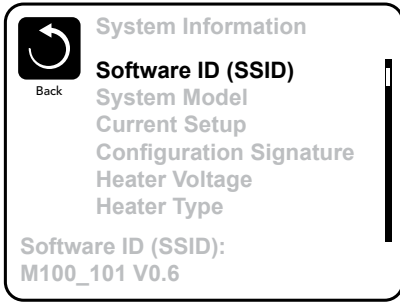 System Information
Software ID (SSID)
Back
System Model
Current Setup
Configuration Signature
Heater Voltage
Heater Type
Software ID (SSID):
M100_101 V0.6